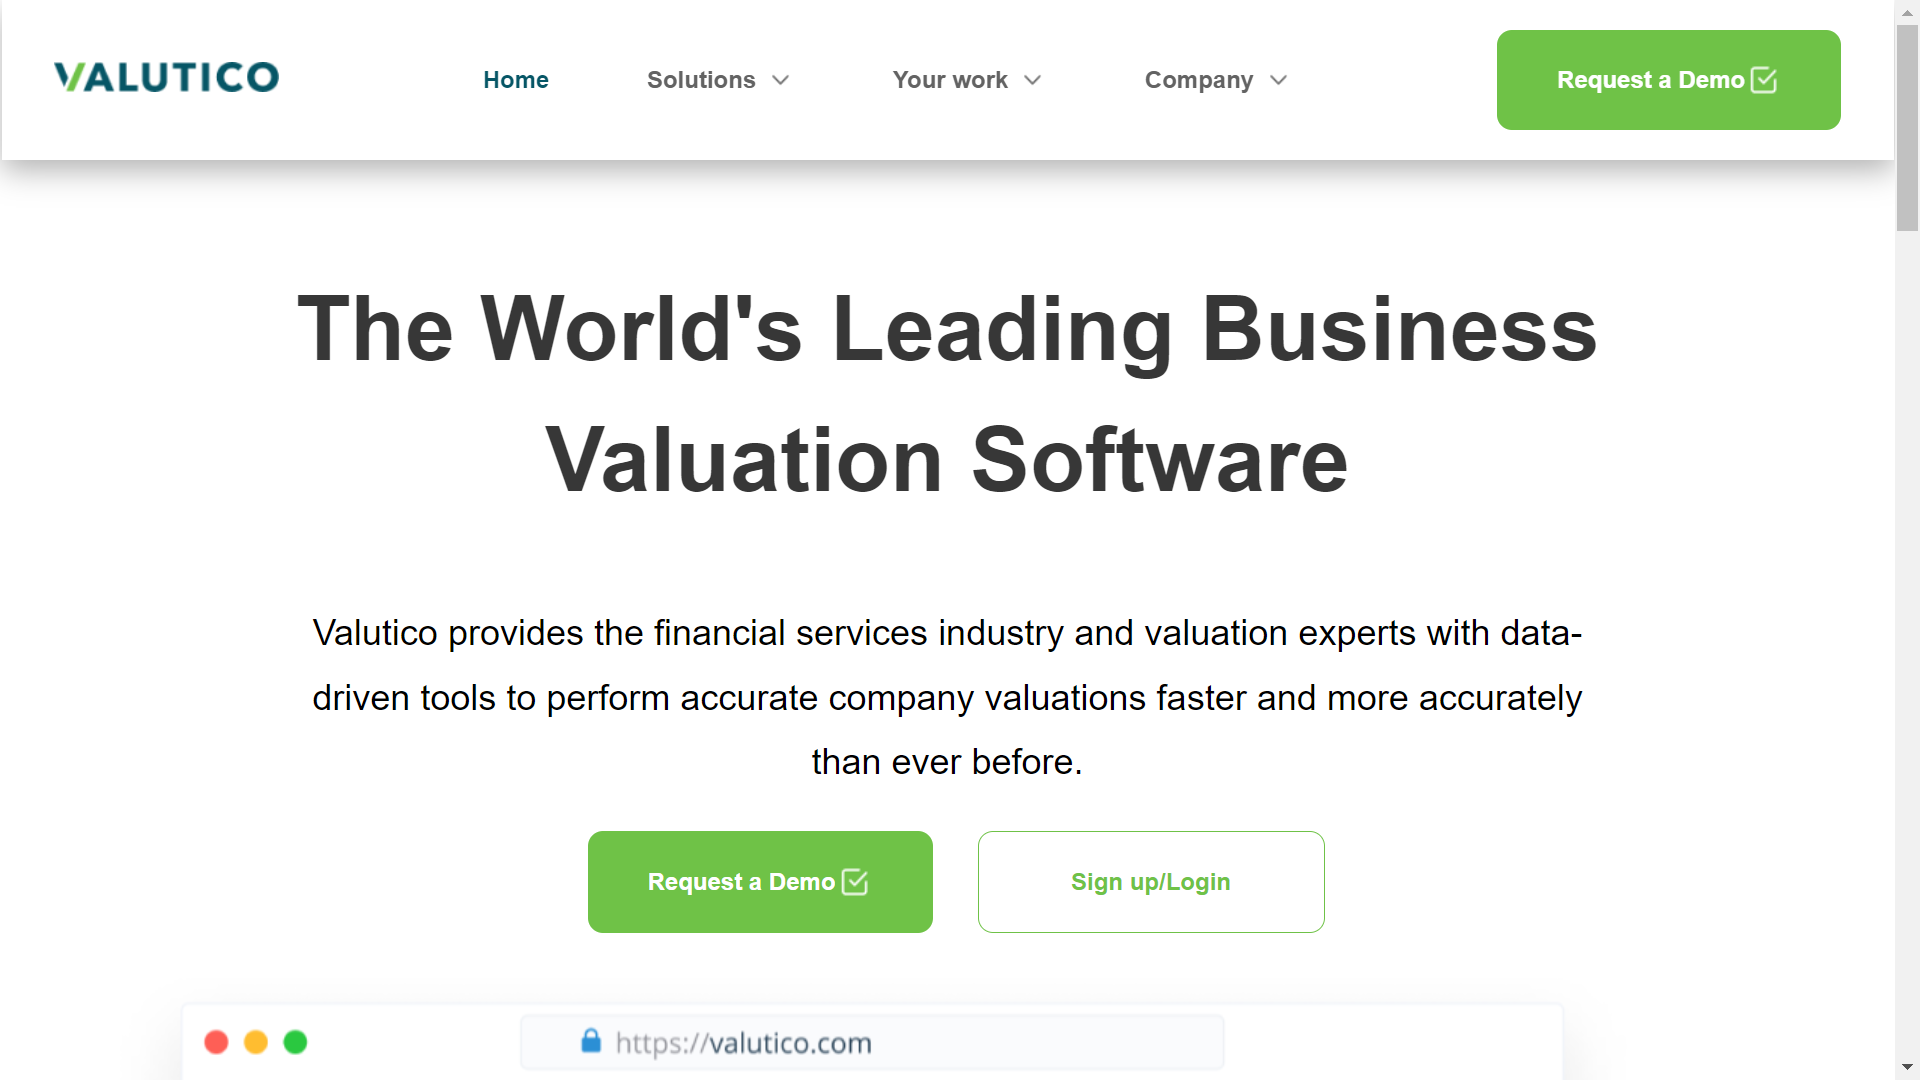 VALUTICO
Home
Solutions
Your work
Company
Request a Demo
The World's Leading Business
Valuation Software
Valutico provides the financial services industry and valuation experts with data-
driven tools to perform accurate company valuations faster and more accurately
than ever before.
Request a Demo
Sign up/Login
https://valutico.com